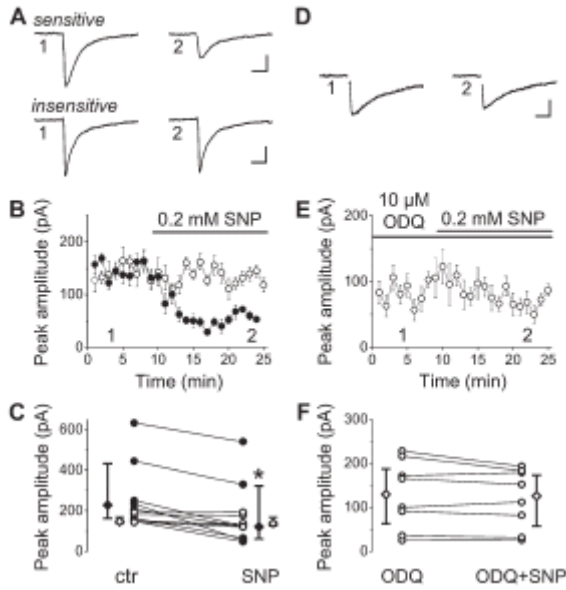 A
sensitive
1
2
insensitive
1
2
B
0.2 mM SNP
Peak amplitude (pA)
200
100
0
1
2
0 5 10 15 20 25
Time (min)
C
Peak amplitude (pA)
600
400
200
0
*
ctr
SNP
D
1
2
E
10 µM
ODQ
0.2 mM SNP
Peak amplitude (pA)
200
100
0
1
2
0 5 10 15 20 25
Time (min)
F
Peak amplitude (pA)
300
200
100
0
ODQ
ODQ+SNP